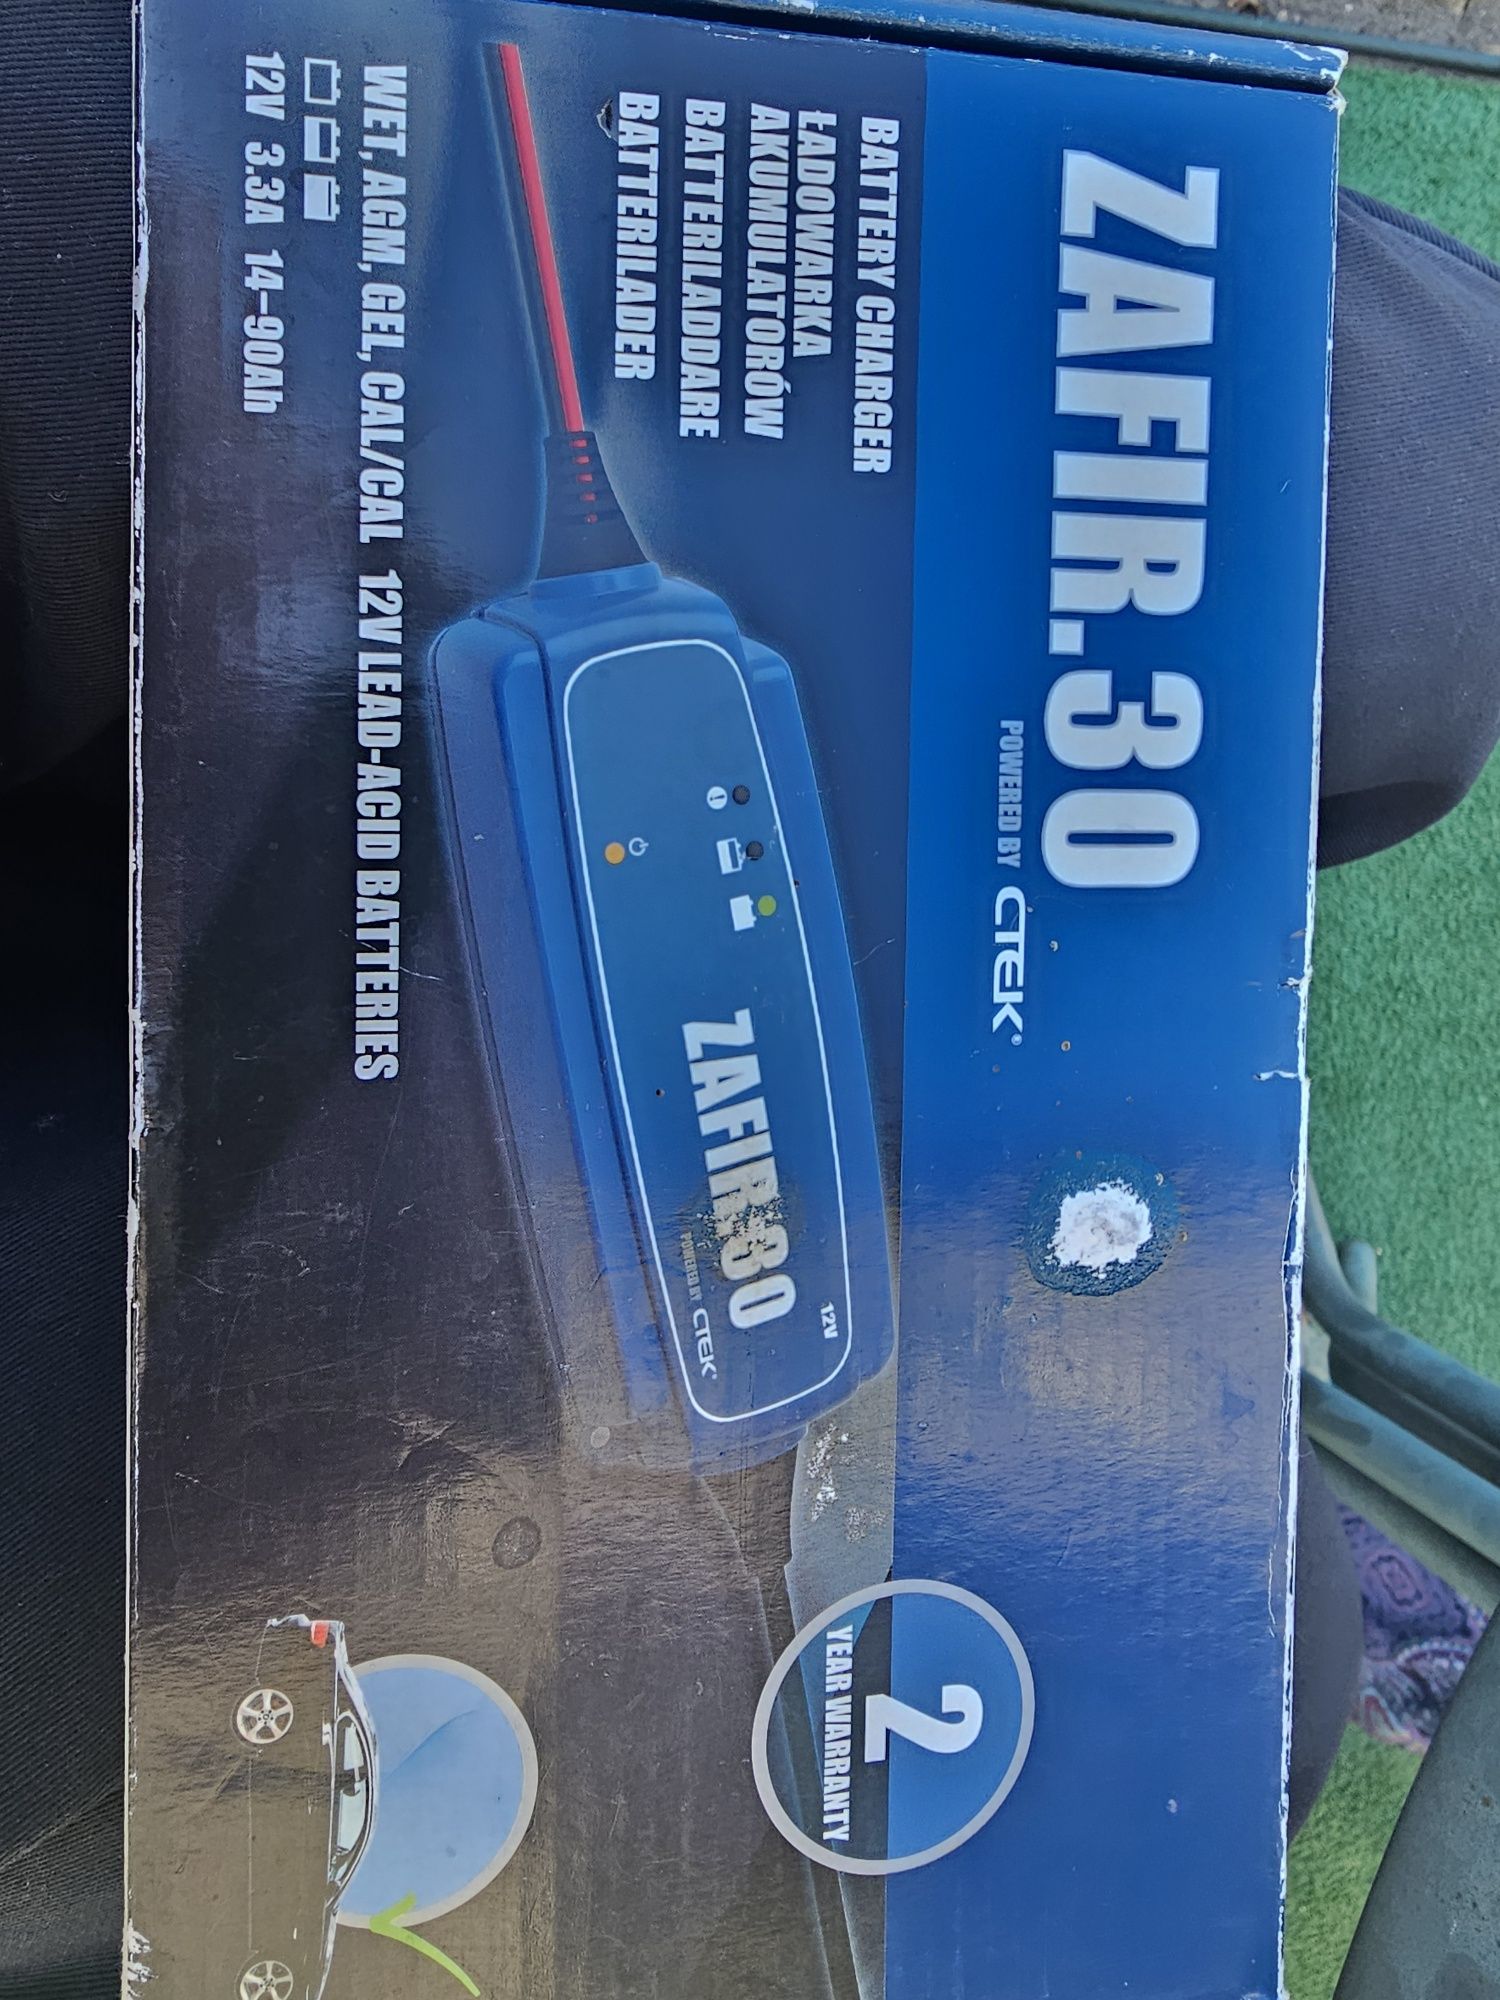 ZAFIR.30
POWERED BY CTEK®
BATTERY CHARGER
ŁADOWARKA
AKUMULATORÓW
BATTERILADDARE
BATTERILADER
12V
ZAFIR.30
POWERED BY CTEK®
2
YEAR WARRANTY
WET, AGM, GEL, CAL/CAL 12V LEAD-ACID BATTERIES
12V 3.3A 14–90Ah